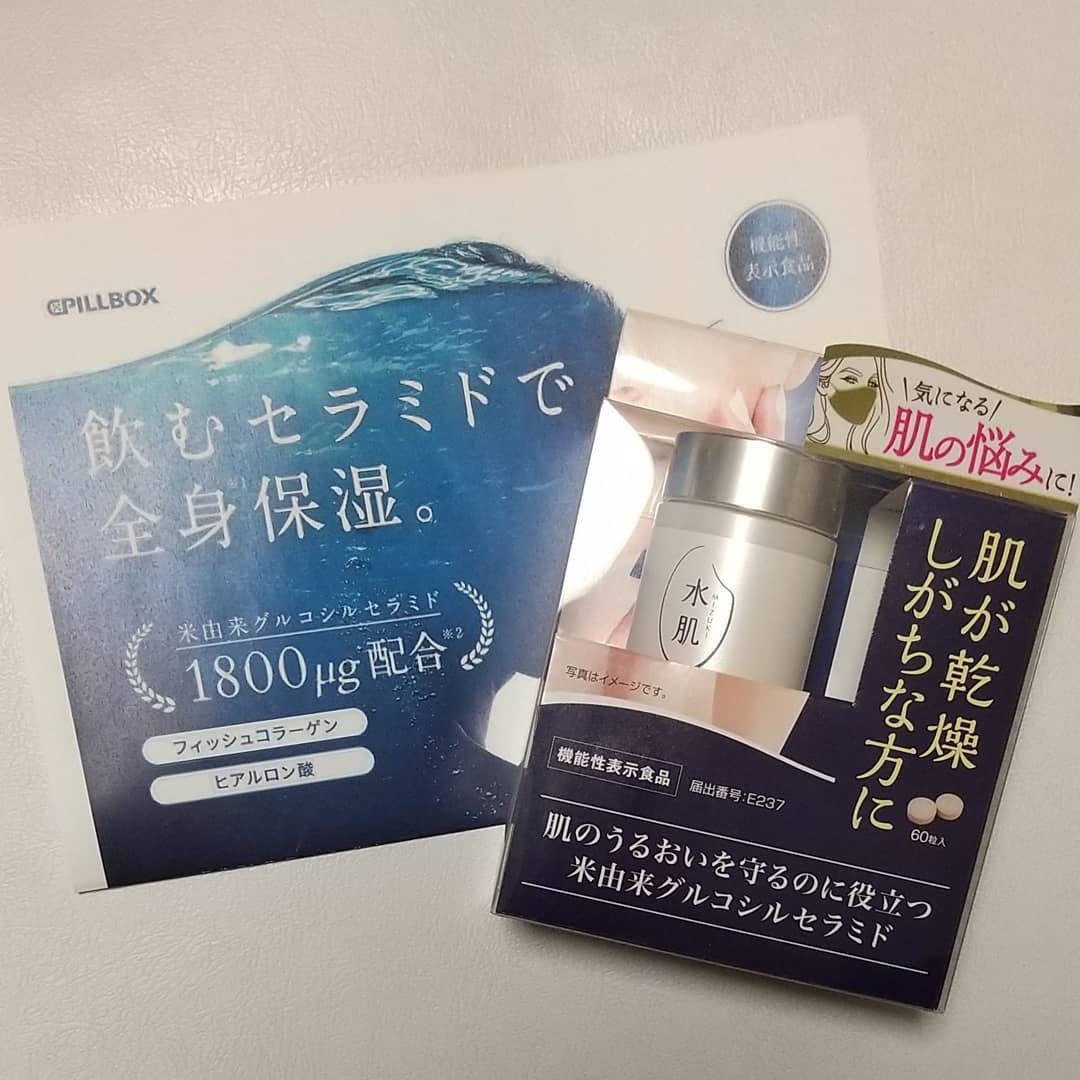 PILLBOX
機能性
表示食品
飲むセラミドで
全身保湿。
米由来グルコシルセラミド
1800μg配合※2
フィッシュコラーゲン
ヒアルロン酸
\気になる/
肌の悩みに!
肌が乾燥
しがちな方に
60粒入
水肌
MIZUKI
写真はイメージです。
機能性表示食品
届出番号:E237
肌のうるおいを守るのに役立つ
米由来グルコシルセラミド